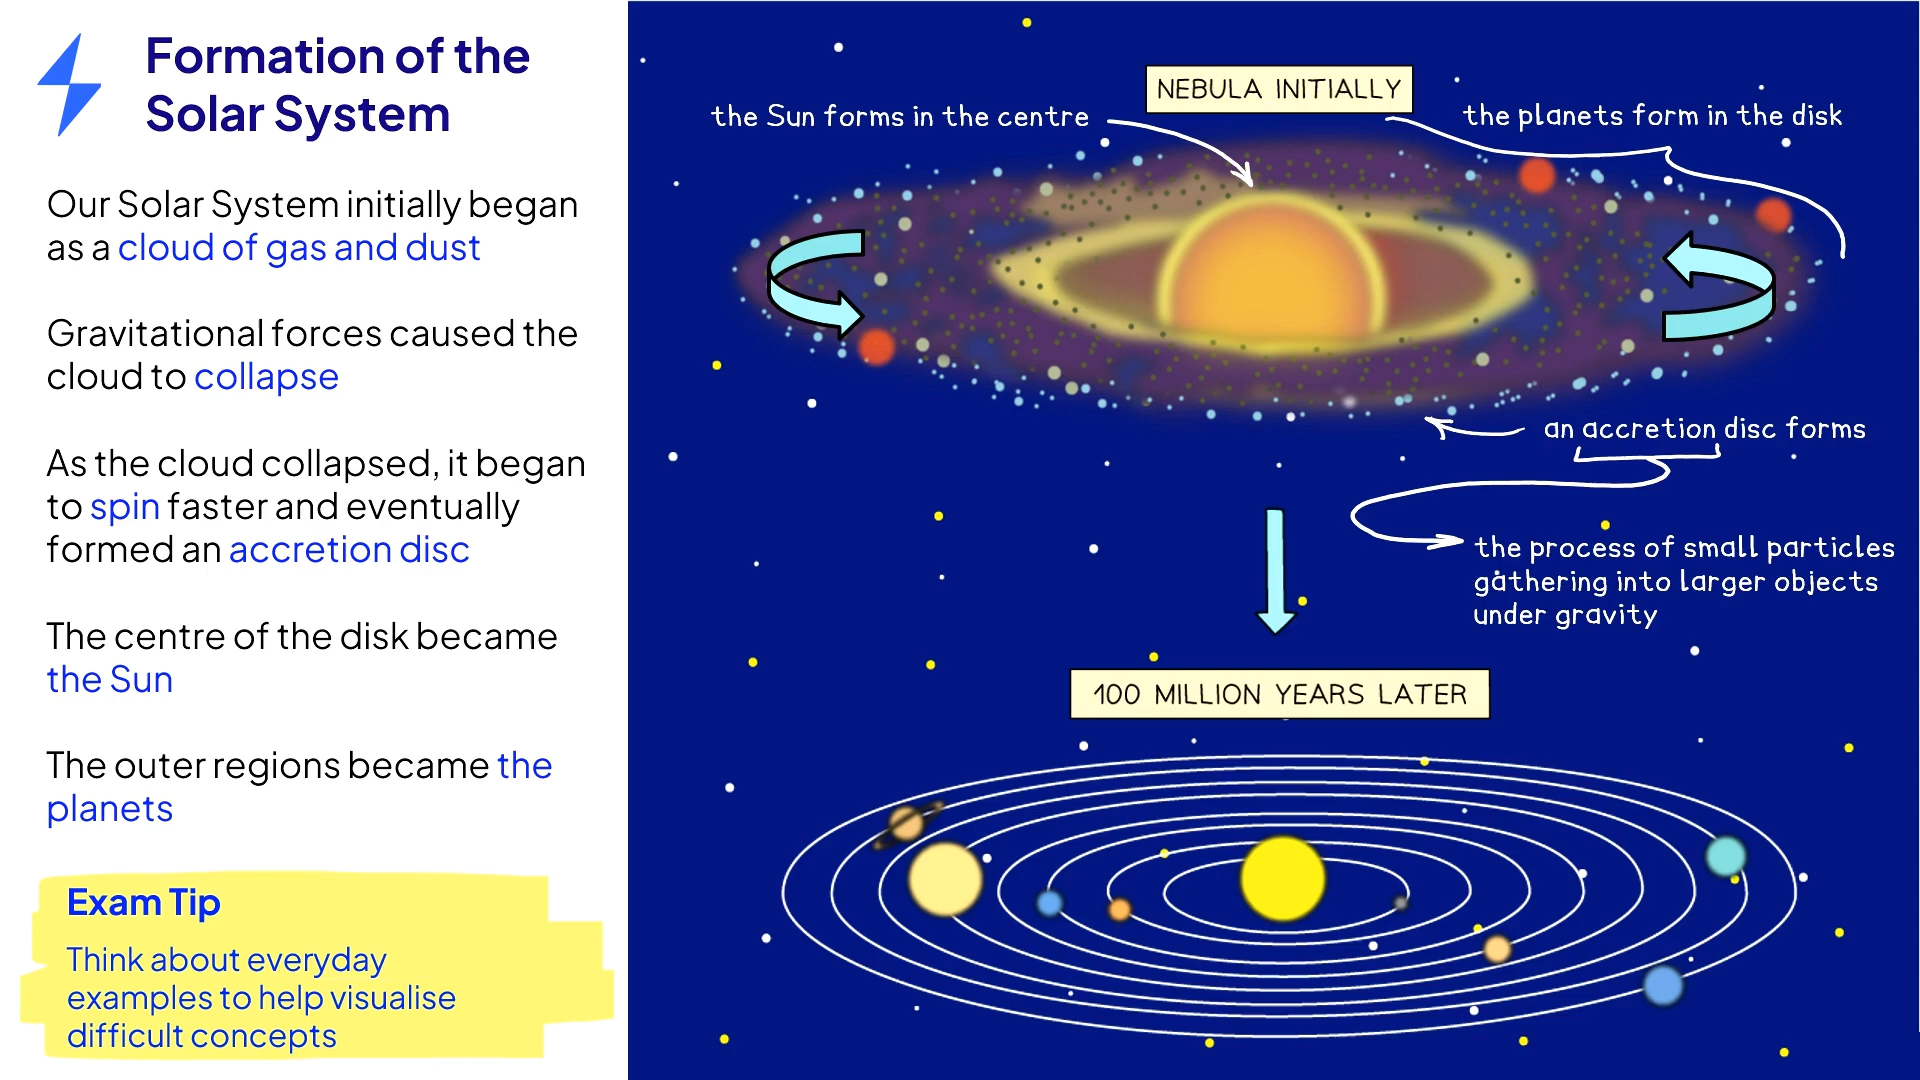 Formation of the
Solar System
Our Solar System initially began
as a cloud of gas and dust
Gravitational forces caused the
cloud to collapse
As the cloud collapsed, it began
to spin faster and eventually
formed an accretion disc
The centre of the disk became
the Sun
The outer regions became the
planets
Exam Tip
Think about everyday
examples to help visualise
difficult concepts
NEBULA INITIALLY
the Sun forms in the centre
the planets form in the disk
an accretion disc forms
the process of small particles
gathering into larger objects
under gravity
100 MILLION YEARS LATER